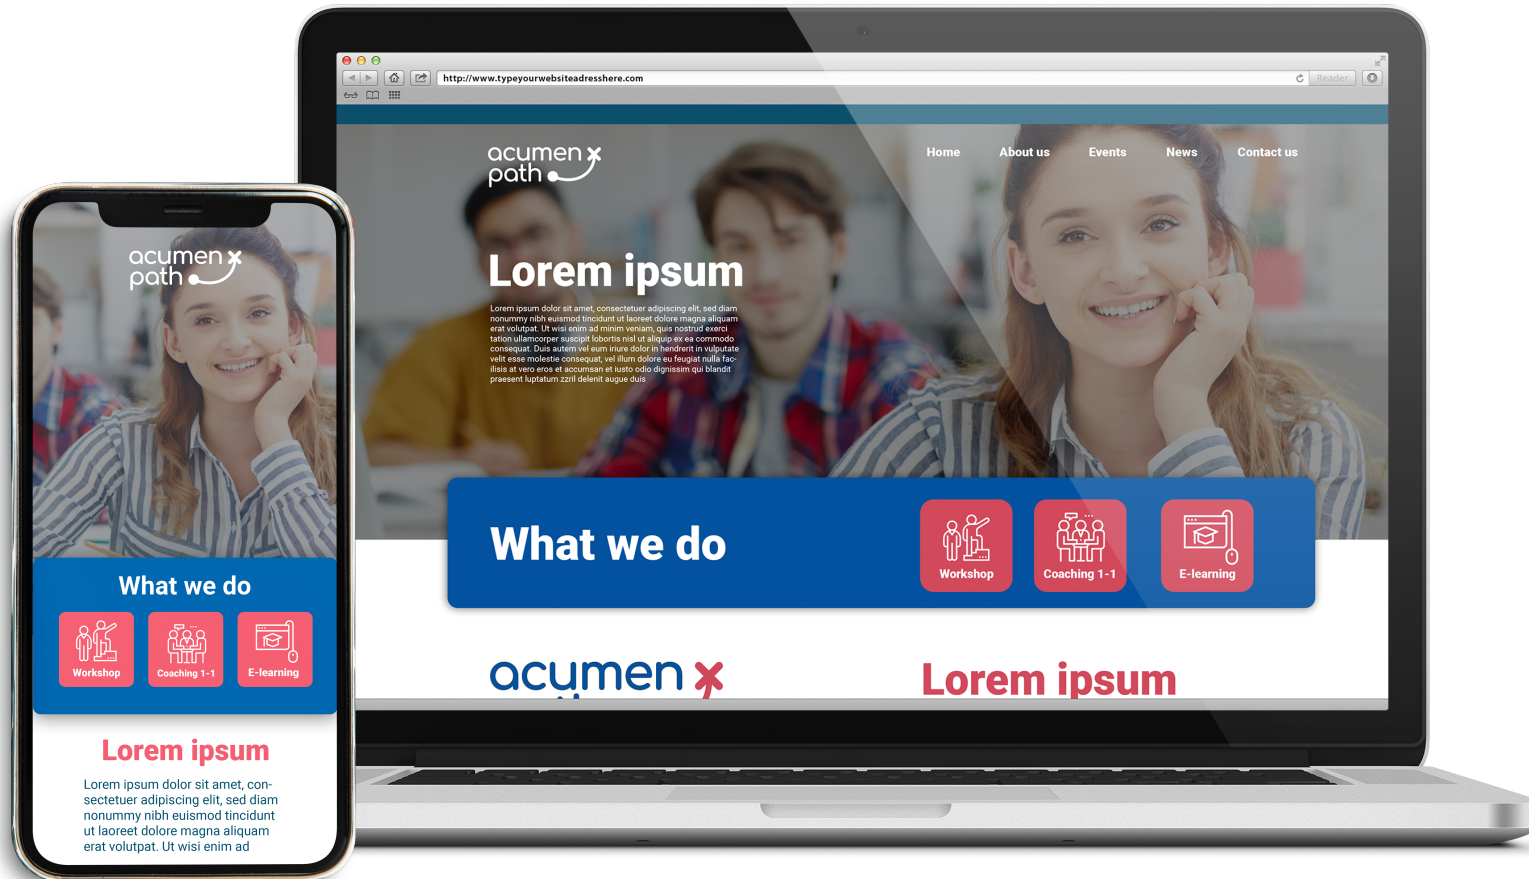 http://www.typeyourwebsiteadresshere.com
Reader
acumen
path
Home About us Events News Contact us
Lorem ipsum
Lorem ipsum dolor sit amet, consectetuer adipiscing elit, sed diam
nonummy nibh euismod tincidunt ut laoreet dolore magna aliquam
erat volutpat. Ut wisi enim ad minim veniam, quis nostrud exerci
tation ullamcorper suscipit lobortis nisl ut aliquip ex ea commodo
consequat. Duis autem vel eum iriure dolor in hendrerit in vulputate
velit esse molestie consequat, vel illum dolore eu feugiat nulla fac-
ilisis at vero eros et accumsan et iusto odio dignissim qui blandit
praesent luptatum zzril delenit augue duis
What we do
Workshop
Coaching 1-1
E-learning
acumen
Lorem ipsum
acumen
path
What we do
Workshop
Coaching 1-1
E-learning
Lorem ipsum
Lorem ipsum dolor sit amet, con-
sectetuer adipiscing elit, sed diam
nonummy nibh euismod tincidunt
ut laoreet dolore magna aliquam
erat volutpat. Ut wisi enim ad